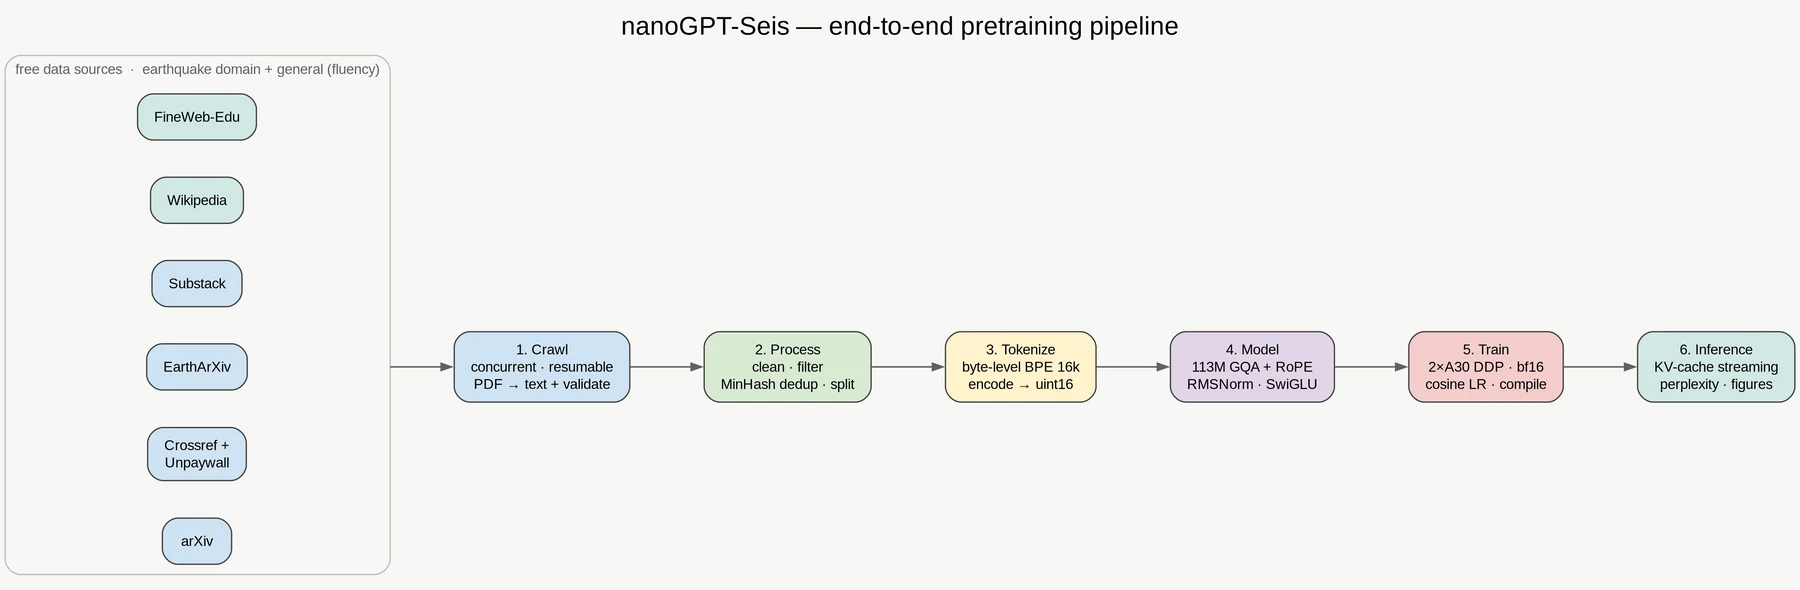 nanoGPT-Seis — end-to-end pretraining pipeline
free data sources · earthquake domain + general (fluency)
FineWeb-Edu
Wikipedia
Substack
EarthArXiv
Crossref +
Unpaywall
arXiv
1. Crawl
concurrent · resumable
PDF → text + validate
2. Process
clean · filter
MinHash dedup · split
3. Tokenize
byte-level BPE 16k
encode → uint16
4. Model
113M GQA + RoPE
RMSNorm · SwiGLU
5. Train
2×A30 DDP · bf16
cosine LR · compile
6. Inference
KV-cache streaming
perplexity · figures